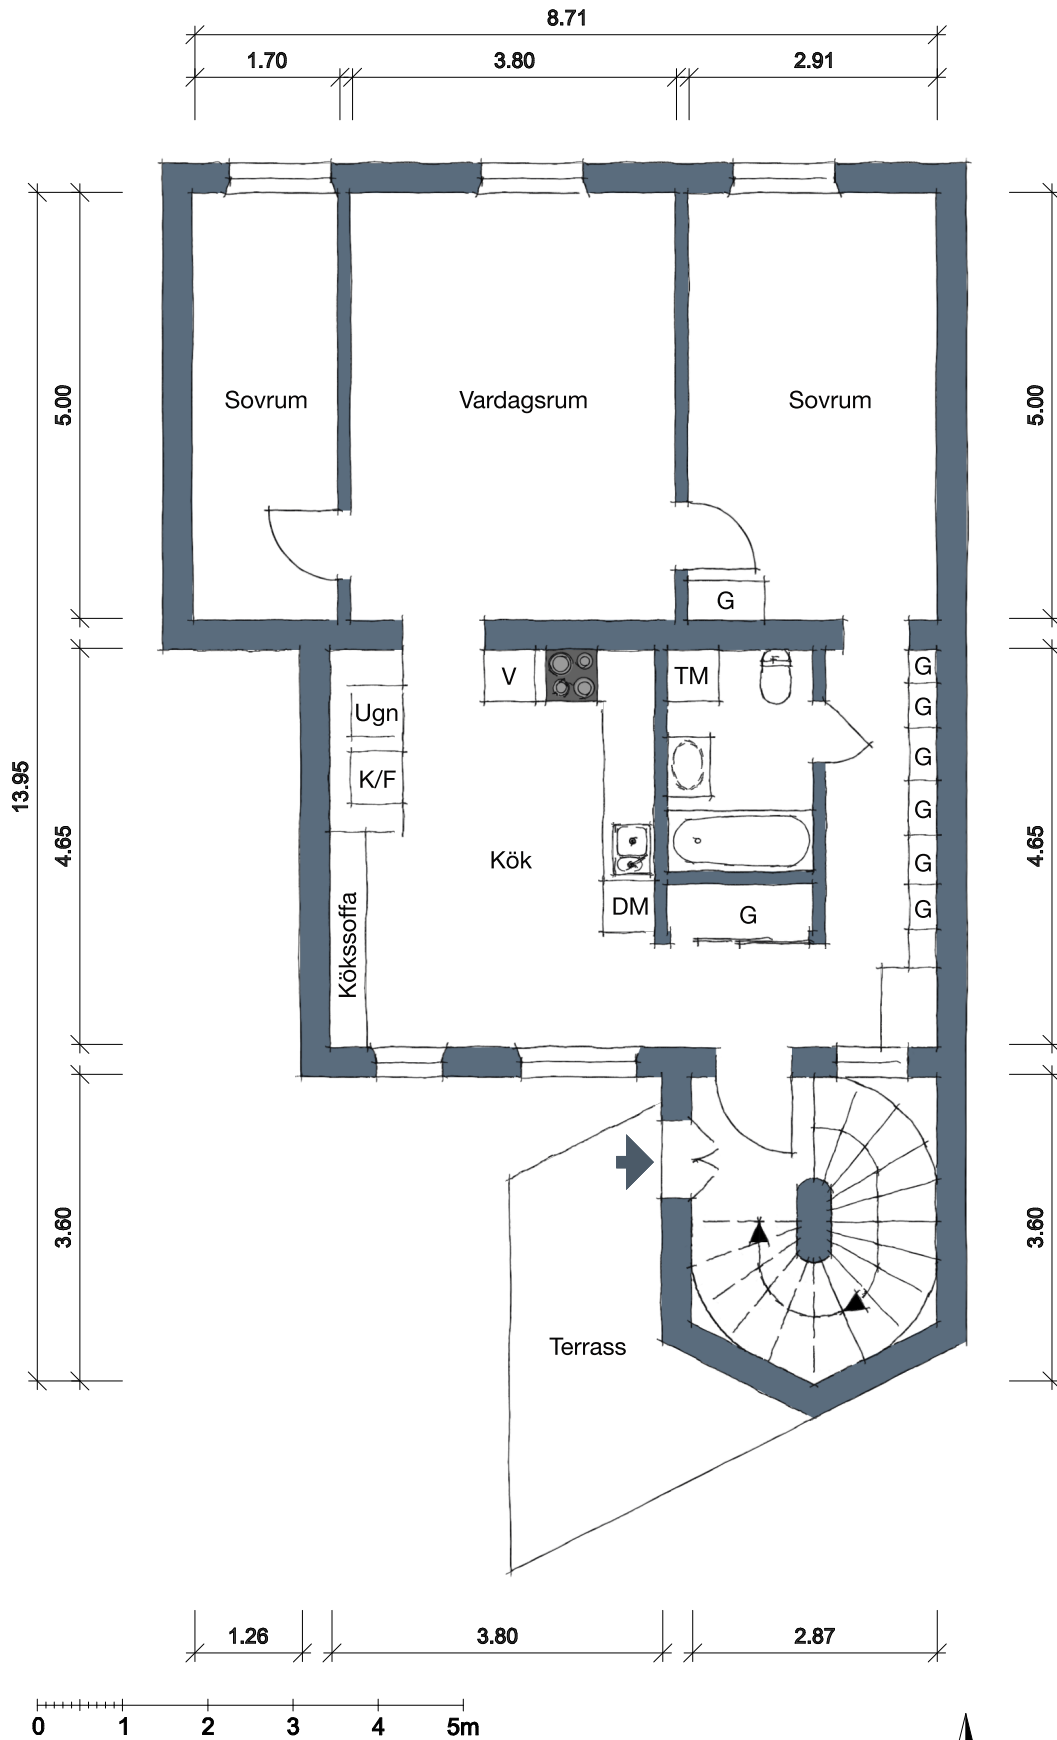 8.71
1.70
3.80
2.91
5.00
5.00
Sovrum
Vardagsrum
Sovrum
G
V
TM
G
Ugn
G
K/F
G
13.95
4.65
4.65
G
Kök
G
DM
G
G
Kökssoffa
3.60
3.60
Terrass
1.26
3.80
2.87
0 1 2 3 4 5m